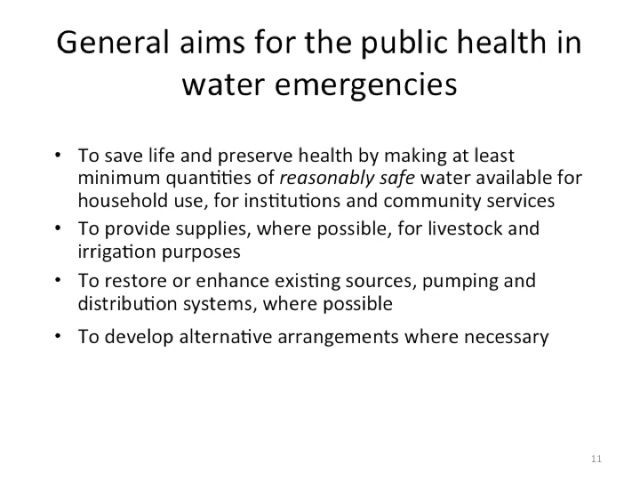 General aims for the public health in
water emergencies
• To save life and preserve health by making at least
minimum quantities of reasonably safe water available for
household use, for institutions and community services
• To provide supplies, where possible, for livestock and
irrigation purposes
• To restore or enhance existing sources, pumping and
distribution systems, where possible
• To develop alternative arrangements where necessary
11